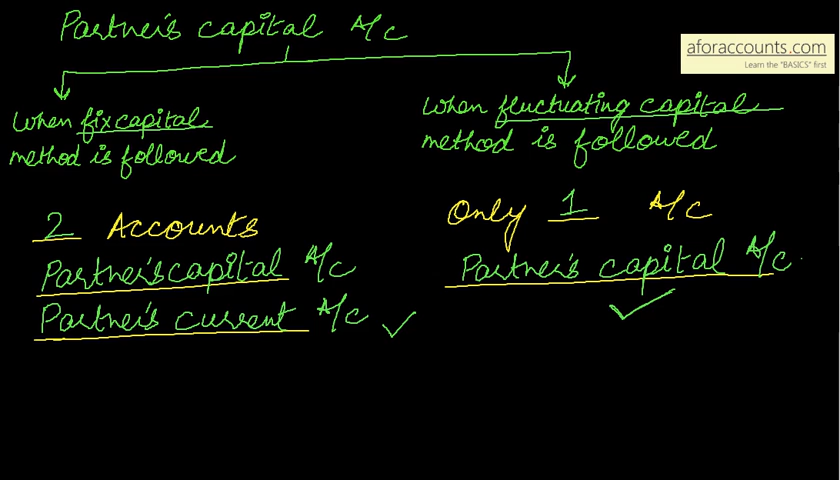 Partner's capital A/c
aforaccounts.com
Learn the "BASICS" first
when fix capital
method is followed
when fluctuating capital
method is followed
2 Accounts
Partner's capital A/c
Partner's current A/c
Only 1 A/c
Partner's capital A/c